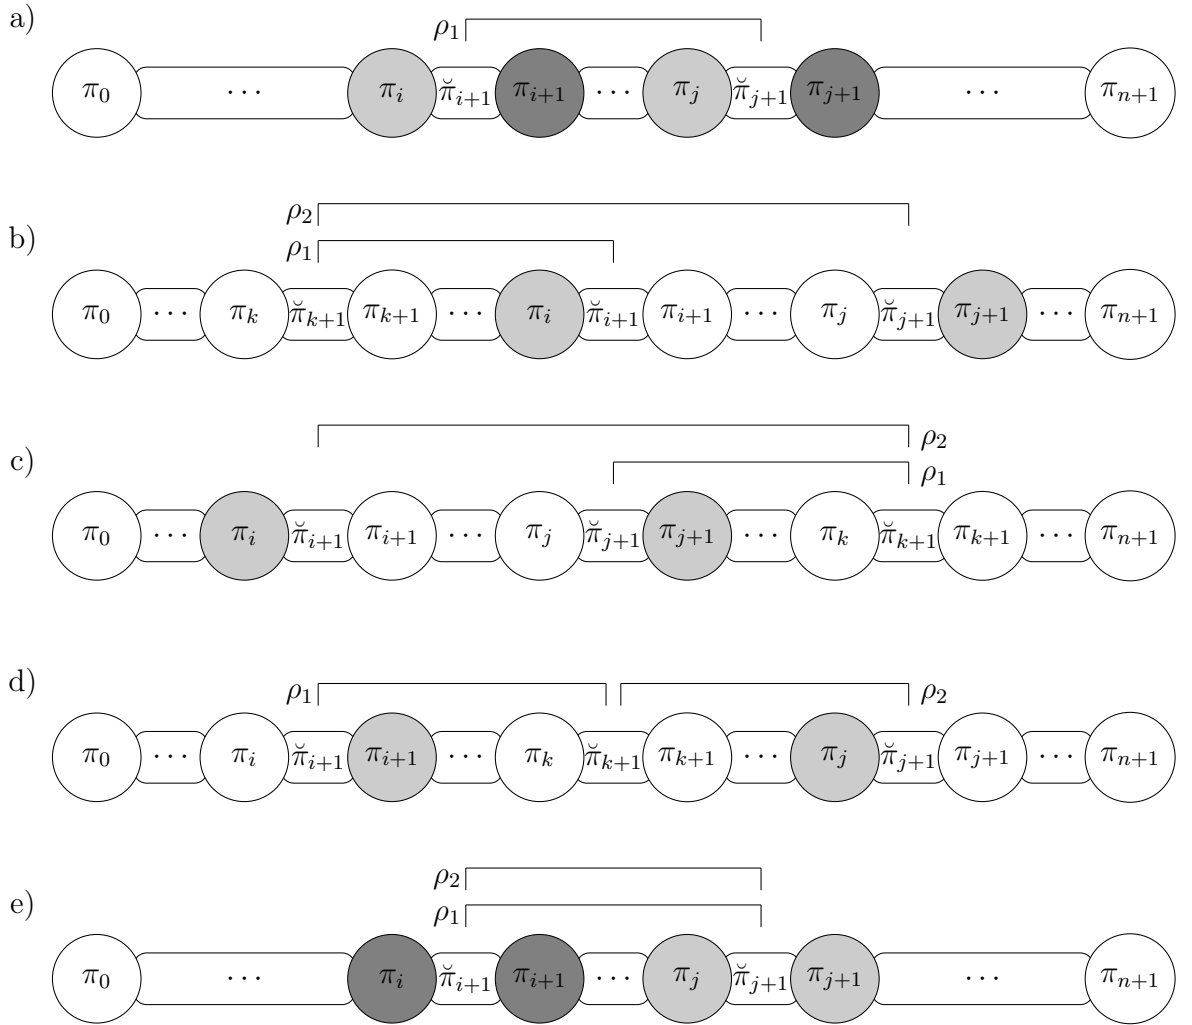 a)
ρ₁
π₀ ⋯ πᵢ π̆ᵢ₊₁ πᵢ₊₁ ⋯ πⱼ π̆ⱼ₊₁ πⱼ₊₁ ⋯ πₙ₊₁
ρ₂
b)
ρ₁
π₀ ⋯ πₖ π̆ₖ₊₁ πₖ₊₁ ⋯ πᵢ π̆ᵢ₊₁ πᵢ₊₁ ⋯ πⱼ π̆ⱼ₊₁ πⱼ₊₁ ⋯ πₙ₊₁
ρ₂
c)
ρ₁
π₀ ⋯ πᵢ π̆ᵢ₊₁ πᵢ₊₁ ⋯ πⱼ π̆ⱼ₊₁ πⱼ₊₁ ⋯ πₖ π̆ₖ₊₁ πₖ₊₁ ⋯ πₙ₊₁
d)
ρ₁ ρ₂
π₀ ⋯ πᵢ π̆ᵢ₊₁ πᵢ₊₁ ⋯ πₖ π̆ₖ₊₁ πₖ₊₁ ⋯ πⱼ π̆ⱼ₊₁ πⱼ₊₁ ⋯ πₙ₊₁
ρ₂
e)
ρ₁
π₀ ⋯ πᵢ π̆ᵢ₊₁ πᵢ₊₁ ⋯ πⱼ π̆ⱼ₊₁ πⱼ₊₁ ⋯ πₙ₊₁